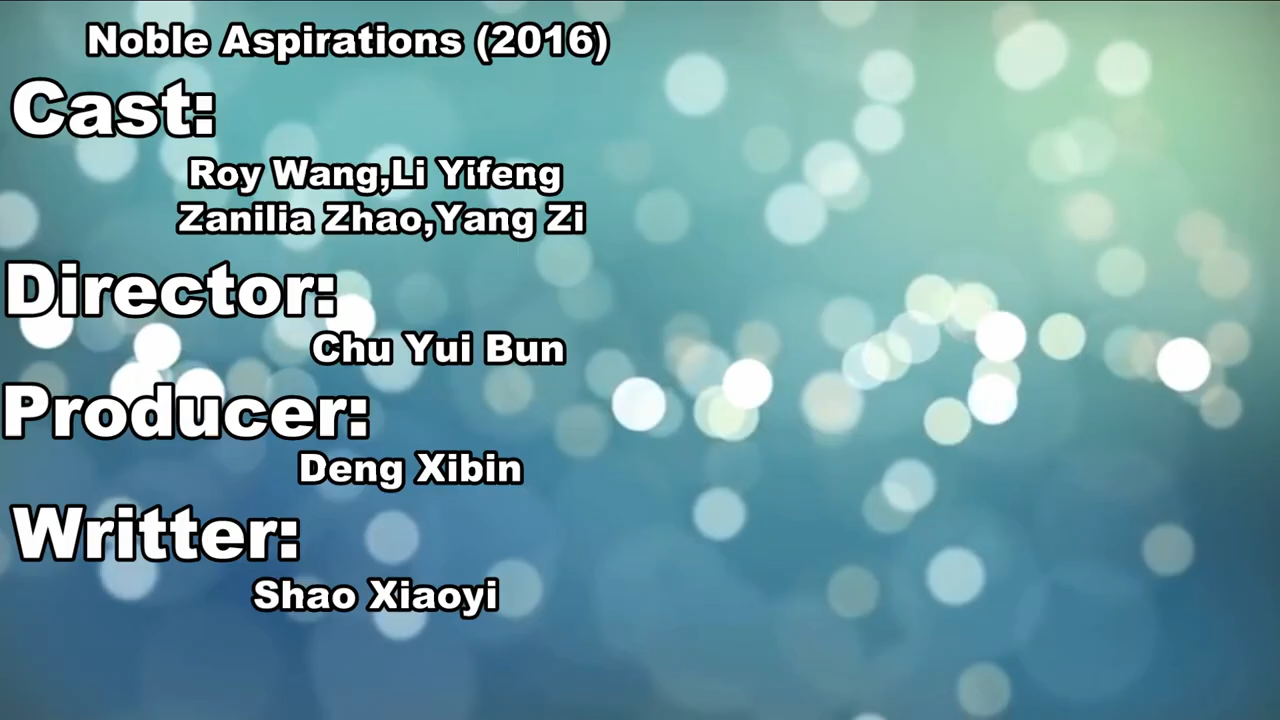 Noble Aspirations (2016)
Cast:
Roy Wang,Li Yifeng
Zanilia Zhao,Yang Zi
Director:
Chu Yui Bun
Producer:
Deng Xibin
Writter:
Shao Xiaoyi